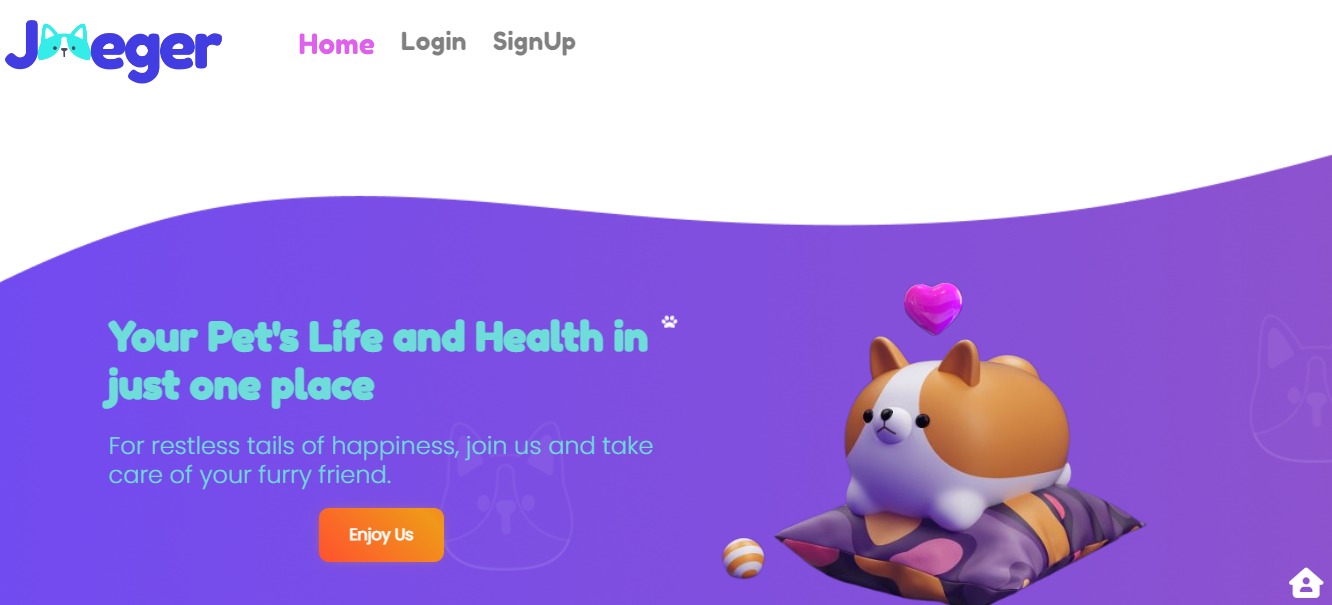 Jaeger
Home Login SignUp
Your Pet's Life and Health in
just one place
For restless tails of happiness, join us and take
care of your furry friend.
Enjoy Us